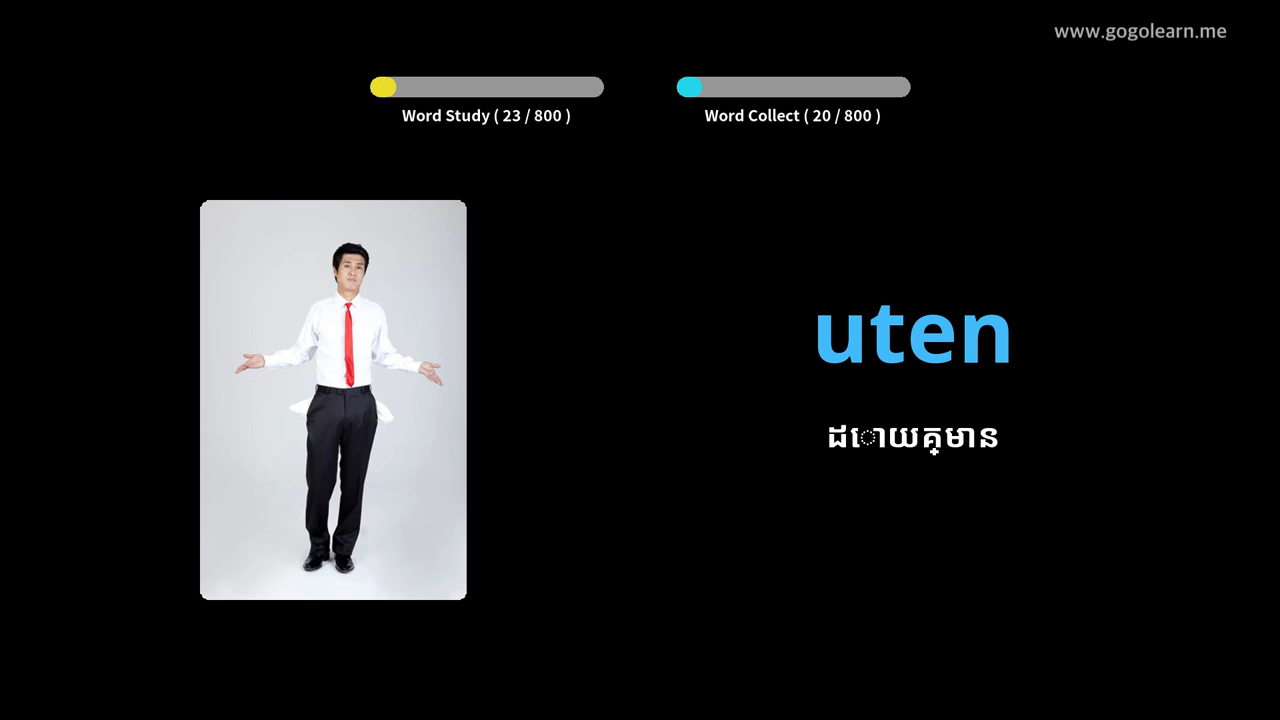 www.gogolearn.me
Word Study ( 23 / 800 )
Word Collect ( 20 / 800 )
uten
ដោយគ្មាន